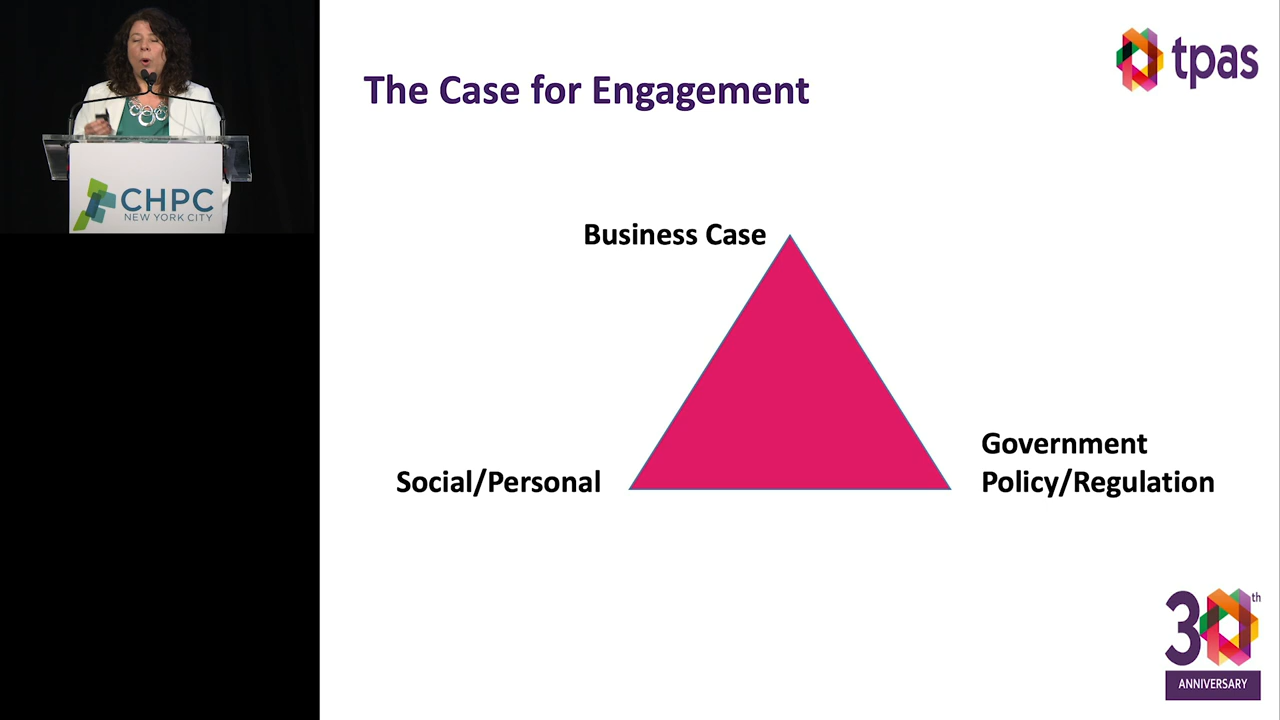 CHPC
NEW YORK CITY
The Case for Engagement
tpas
Business Case
Social/Personal
Government
Policy/Regulation
30th
ANNIVERSARY